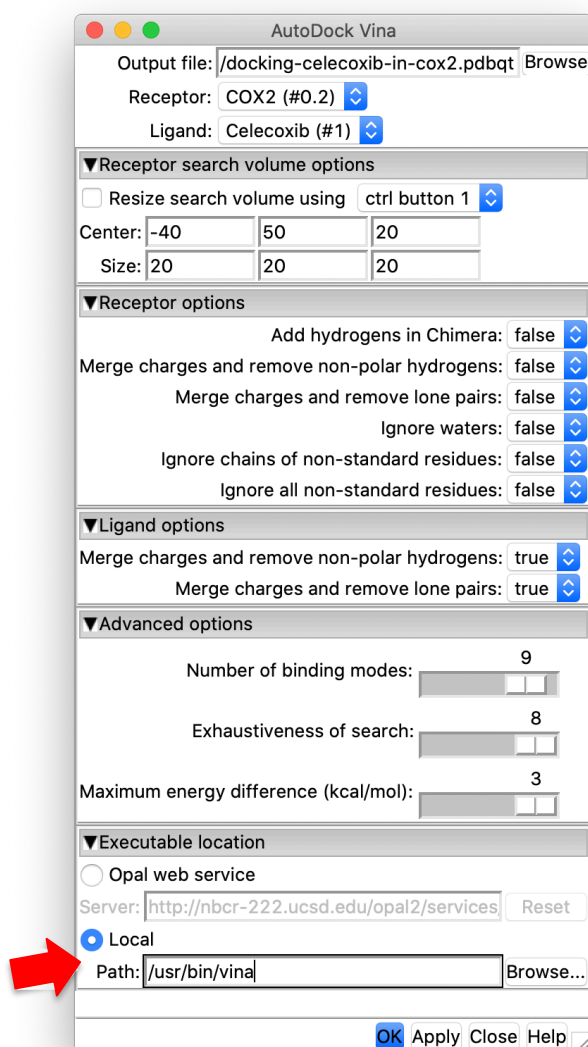 AutoDock Vina
Output file: /docking-celecoxib-in-cox2.pdbqt Browse
Receptor: COX2 (#0.2)
Ligand: Celecoxib (#1)
▼Receptor search volume options
Resize search volume using ctrl button 1
Center: -40 50 20
Size: 20 20 20
▼Receptor options
Add hydrogens in Chimera: false
Merge charges and remove non-polar hydrogens: false
Merge charges and remove lone pairs: false
Ignore waters: false
Ignore chains of non-standard residues: false
Ignore all non-standard residues: false
▼Ligand options
Merge charges and remove non-polar hydrogens: true
Merge charges and remove lone pairs: true
▼Advanced options
Number of binding modes: 9
Exhaustiveness of search: 8
Maximum energy difference (kcal/mol): 3
▼Executable location
Opal web service
Server: http://nbcr-222.ucsd.edu/opal2/services, Reset
Local
Path: /usr/bin/vina Browse...
OK Apply Close Help